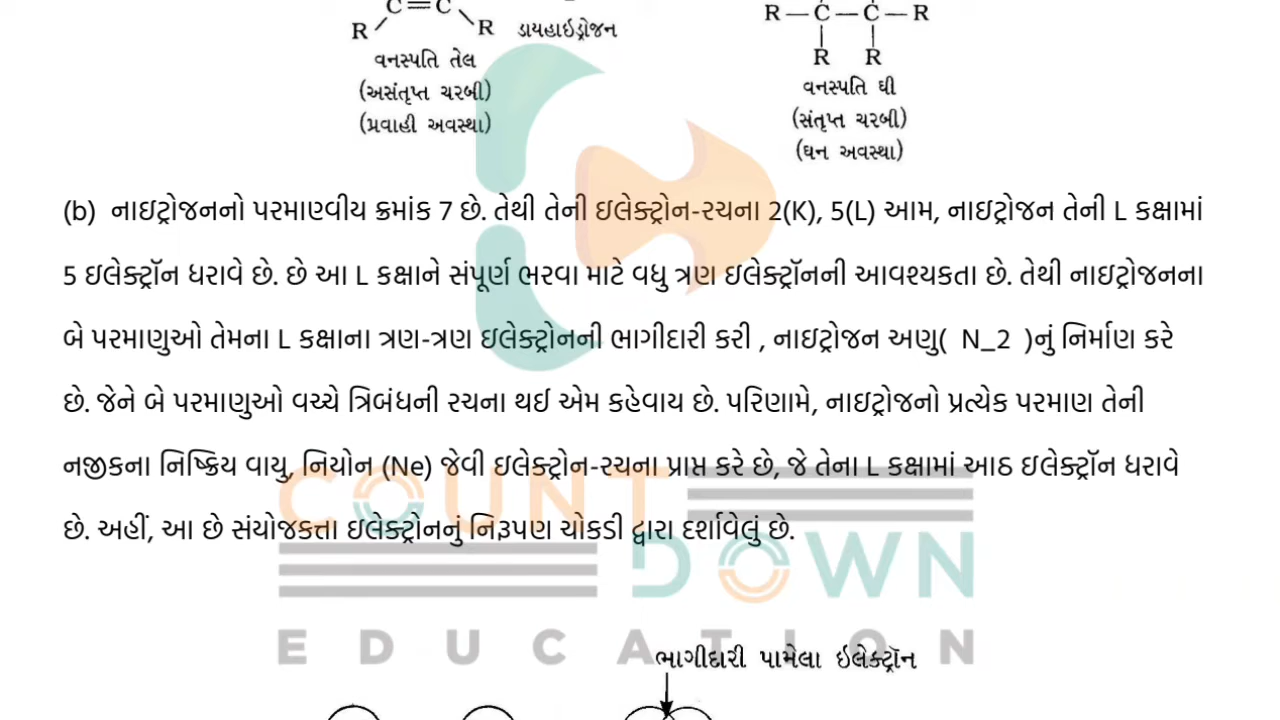 C = C
R R ડાયહાઇડ્રોજન
R — C — C — R
R R
વનસ્પતિ તેલ
(અસંતૃપ્ત ચરબી)
(પ્રવાહી અવસ્થા)
વનસ્પતિ ઘી
(સંતૃપ્ત ચરબી)
(ઘન અવસ્થા)
(b) નાઇટ્રોજનનો પરમાણ્વીય ક્રમાંક 7 છે. તેથી તેની ઇલેક્ટ્રોન-રચના 2(K), 5(L) આમ, નાઇટ્રોજન તેની L કક્ષામાં
5 ઇલેક્ટ્રૉન ધરાવે છે. છે આ L કક્ષાને સંપૂર્ણ ભરવા માટે વધુ ત્રણ ઇલેક્ટ્રૉનની આવશ્યકતા છે. તેથી નાઇટ્રોજનના
બે પરમાણુઓ તેમના L કક્ષાના ત્રણ-ત્રણ ઇલેક્ટ્રોનની ભાગીદારી કરી , નાઇટ્રોજન અણુ( N_2 )નું નિર્માણ કરે
છે. જેને બે પરમાણુઓ વચ્ચે ત્રિબંધની રચના થઈ એમ કહેવાય છે. પરિણામે, નાઇટ્રોજનો પ્રત્યેક પરમાણ તેની
નજીકના નિષ્ક્રિય વાયુ, નિયોન (Ne) જેવી ઇલેક્ટ્રોન-રચના પ્રાપ્ત કરે છે, જે તેના L કક્ષામાં આઠ ઇલેક્ટ્રૉન ધરાવે
છે. અહીં, આ છે સંયોજકતા ઇલેક્ટ્રોનનું નિરૂપણ ચોકડી દ્વારા દર્શાવેલું છે.
COUNT
DOWN
EDUCATION
ભાગીદારી પામેલા ઇલેક્ટ્રૉન